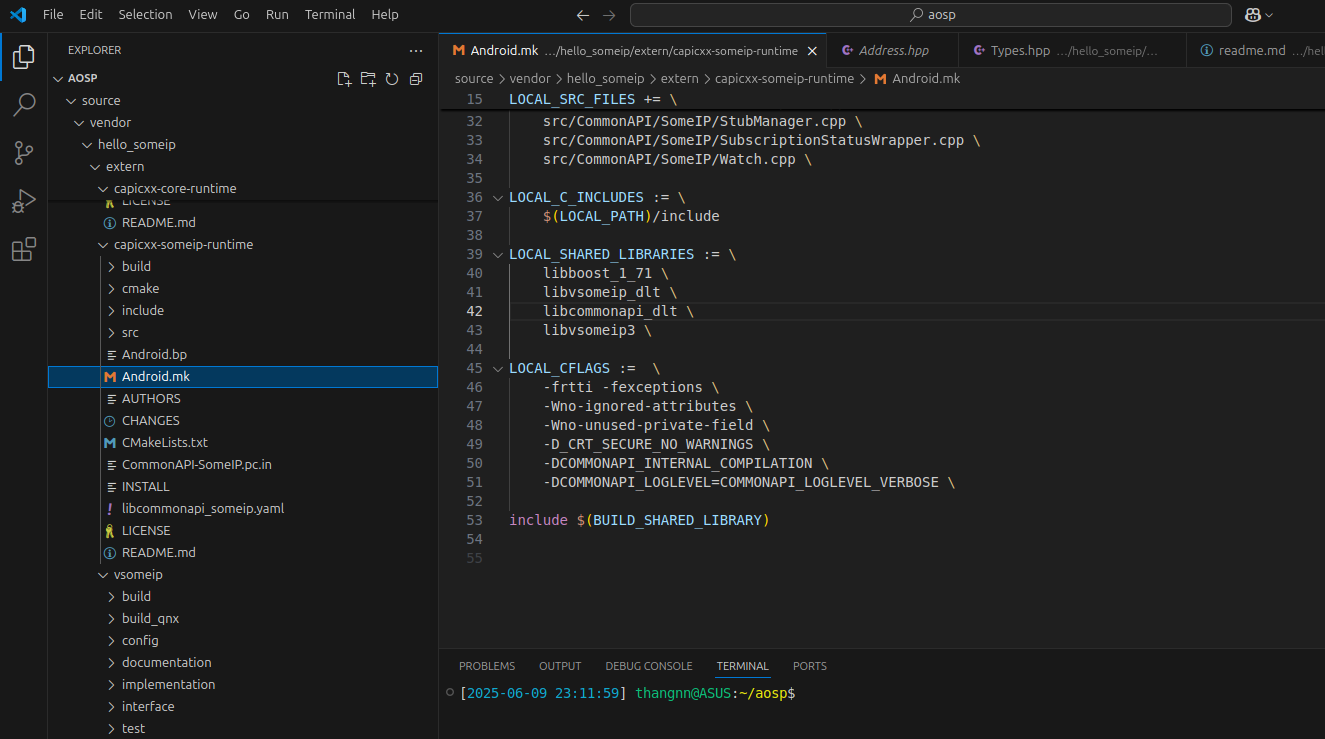 File Edit Selection View Go Run Terminal Help
aosp
EXPLORER
AOSP
source
vendor
hello_someip
extern
capicxx-core-runtime
LICENSE
README.md
capicxx-someip-runtime
build
cmake
include
src
Android.bp
Android.mk
AUTHORS
CHANGES
CMakeLists.txt
CommonAPI-SomeIP.pc.in
INSTALL
libcommonapi_someip.yaml
LICENSE
README.md
vsomeip
build
build_qnx
config
documentation
implementation
interface
test
Android.mk .../hello_someip/extern/capicxx-someip-runtime Address.hpp Types.hpp .../hello_someip/... readme.md .../hel
source > vendor > hello_someip > extern > capicxx-someip-runtime > Android.mk
15 LOCAL_SRC_FILES += \
32 src/CommonAPI/SomeIP/StubManager.cpp \
33 src/CommonAPI/SomeIP/SubscriptionStatusWrapper.cpp \
34 src/CommonAPI/SomeIP/Watch.cpp \
35
36 LOCAL_C_INCLUDES := \
37 $(LOCAL_PATH)/include
38
39 LOCAL_SHARED_LIBRARIES := \
40 libboost_1_71 \
41 libvsomeip_dlt \
42 libcommonapi_dlt \
43 libvsomeip3 \
44
45 LOCAL_CFLAGS :=  \
46 -frtti -fexceptions \
47 -Wno-ignored-attributes \
48 -Wno-unused-private-field \
49 -D_CRT_SECURE_NO_WARNINGS \
50 -DCOMMONAPI_INTERNAL_COMPILATION \
51 -DCOMMONAPI_LOGLEVEL=COMMONAPI_LOGLEVEL_VERBOSE \
52
53 include $(BUILD_SHARED_LIBRARY)
54
55
PROBLEMS OUTPUT DEBUG CONSOLE TERMINAL PORTS
[2025-06-09 23:11:59] thangnn@ASUS:~/aosp$